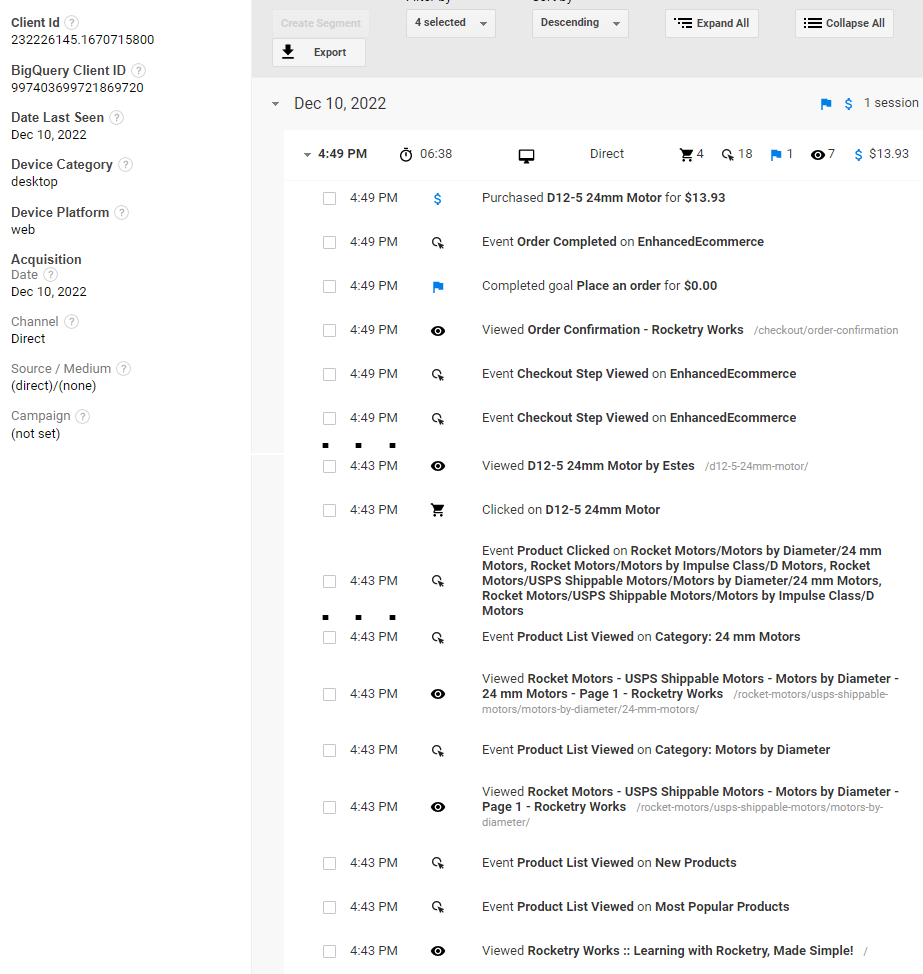 Client Id ?
232226145.1670715800
BigQuery Client ID ?
997403699721869720
Date Last Seen ?
Dec 10, 2022
Device Category ?
desktop
Device Platform ?
web
Acquisition
Date ?
Dec 10, 2022
Channel ?
Direct
Source / Medium ?
(direct)/(none)
Campaign ?
(not set)
Create Segment
4 selected
Descending
Expand All
Collapse All
Export
Dec 10, 2022
$ 1 session
4:49 PM 06:38 Direct 4 18 1 7 $ $13.93
4:49 PM $ Purchased D12-5 24mm Motor for $13.93
4:49 PM Event Order Completed on EnhancedEcommerce
4:49 PM Completed goal Place an order for $0.00
4:49 PM Viewed Order Confirmation - Rocketry Works /checkout/order-confirmation
4:49 PM Event Checkout Step Viewed on EnhancedEcommerce
4:49 PM Event Checkout Step Viewed on EnhancedEcommerce
4:43 PM Viewed D12-5 24mm Motor by Estes /d12-5-24mm-motor/
4:43 PM Clicked on D12-5 24mm Motor
Event Product Clicked on Rocket Motors/Motors by Diameter/24 mm
Motors, Rocket Motors/Motors by Impulse Class/D Motors, Rocket
4:43 PM Motors/USPS Shippable Motors/Motors by Diameter/24 mm Motors,
Rocket Motors/USPS Shippable Motors/Motors by Impulse Class/D
Motors
4:43 PM Event Product List Viewed on Category: 24 mm Motors
Viewed Rocket Motors - USPS Shippable Motors - Motors by Diameter -
4:43 PM 24 mm Motors - Page 1 - Rocketry Works /rocket-motors/usps-shippable-
motors/motors-by-diameter/24-mm-motors/
4:43 PM Event Product List Viewed on Category: Motors by Diameter
Viewed Rocket Motors - USPS Shippable Motors - Motors by Diameter -
4:43 PM Page 1 - Rocketry Works /rocket-motors/usps-shippable-motors/motors-by-
diameter/
4:43 PM Event Product List Viewed on New Products
4:43 PM Event Product List Viewed on Most Popular Products
4:43 PM Viewed Rocketry Works :: Learning with Rocketry, Made Simple! /